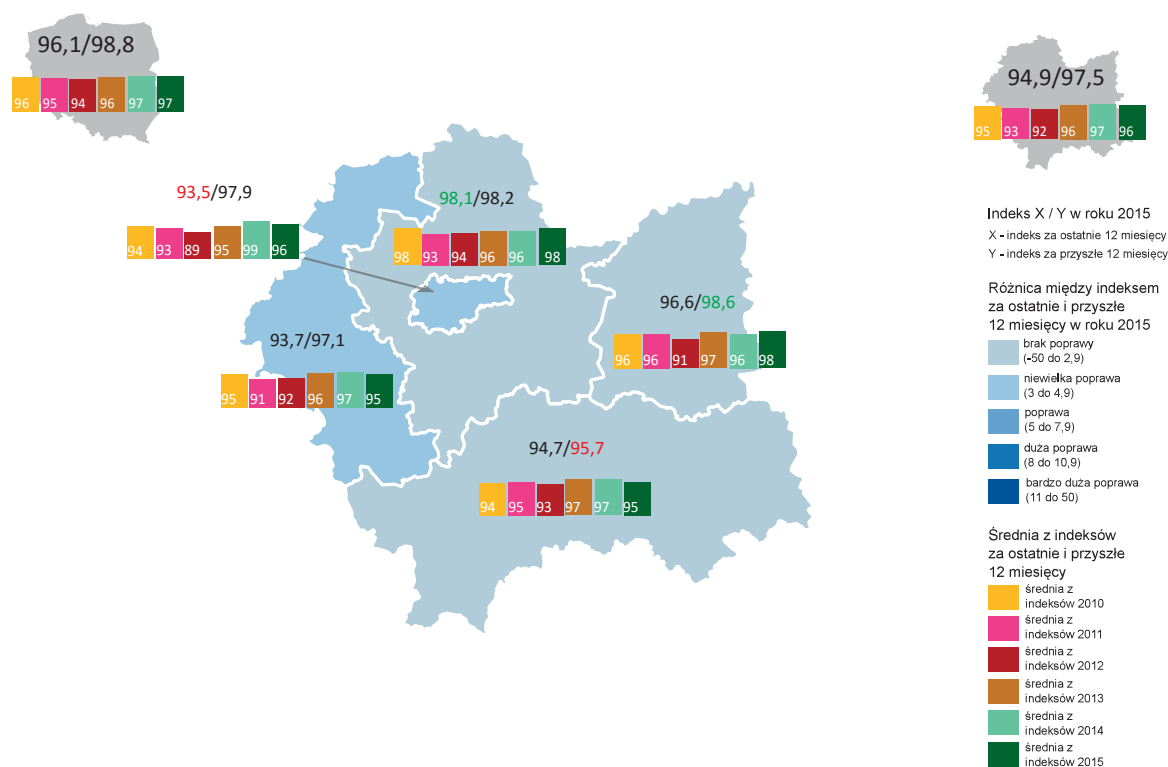 96,1/98,8
96 95 94 96 97 97
94,9/97,5
95 93 92 96 97 96
93,5/97,9
94 93 89 95 99 96
98,1/98,2
98 93 94 96 96 98
96,6/98,6
96 96 91 97 96 98
93,7/97,1
95 91 92 96 97 95
94,7/95,7
94 95 93 97 97 95
Indeks X / Y w roku 2015
X - indeks za ostatnie 12 miesięcy
Y - indeks za przyszłe 12 miesięcy
Różnica między indeksem
za ostatnie i przyszłe
12 miesięcy w roku 2015
brak poprawy
(-50 do 2,9)
niewielka poprawa
(3 do 4,9)
poprawa
(5 do 7,9)
duża poprawa
(8 do 10,9)
bardzo duża poprawa
(11 do 50)
Średnia z indeksów
za ostatnie i przyszłe
12 miesięcy
średnia z
indeksów 2010
średnia z
indeksów 2011
średnia z
indeksów 2012
średnia z
indeksów 2013
średnia z
indeksów 2014
średnia z
indeksów 2015